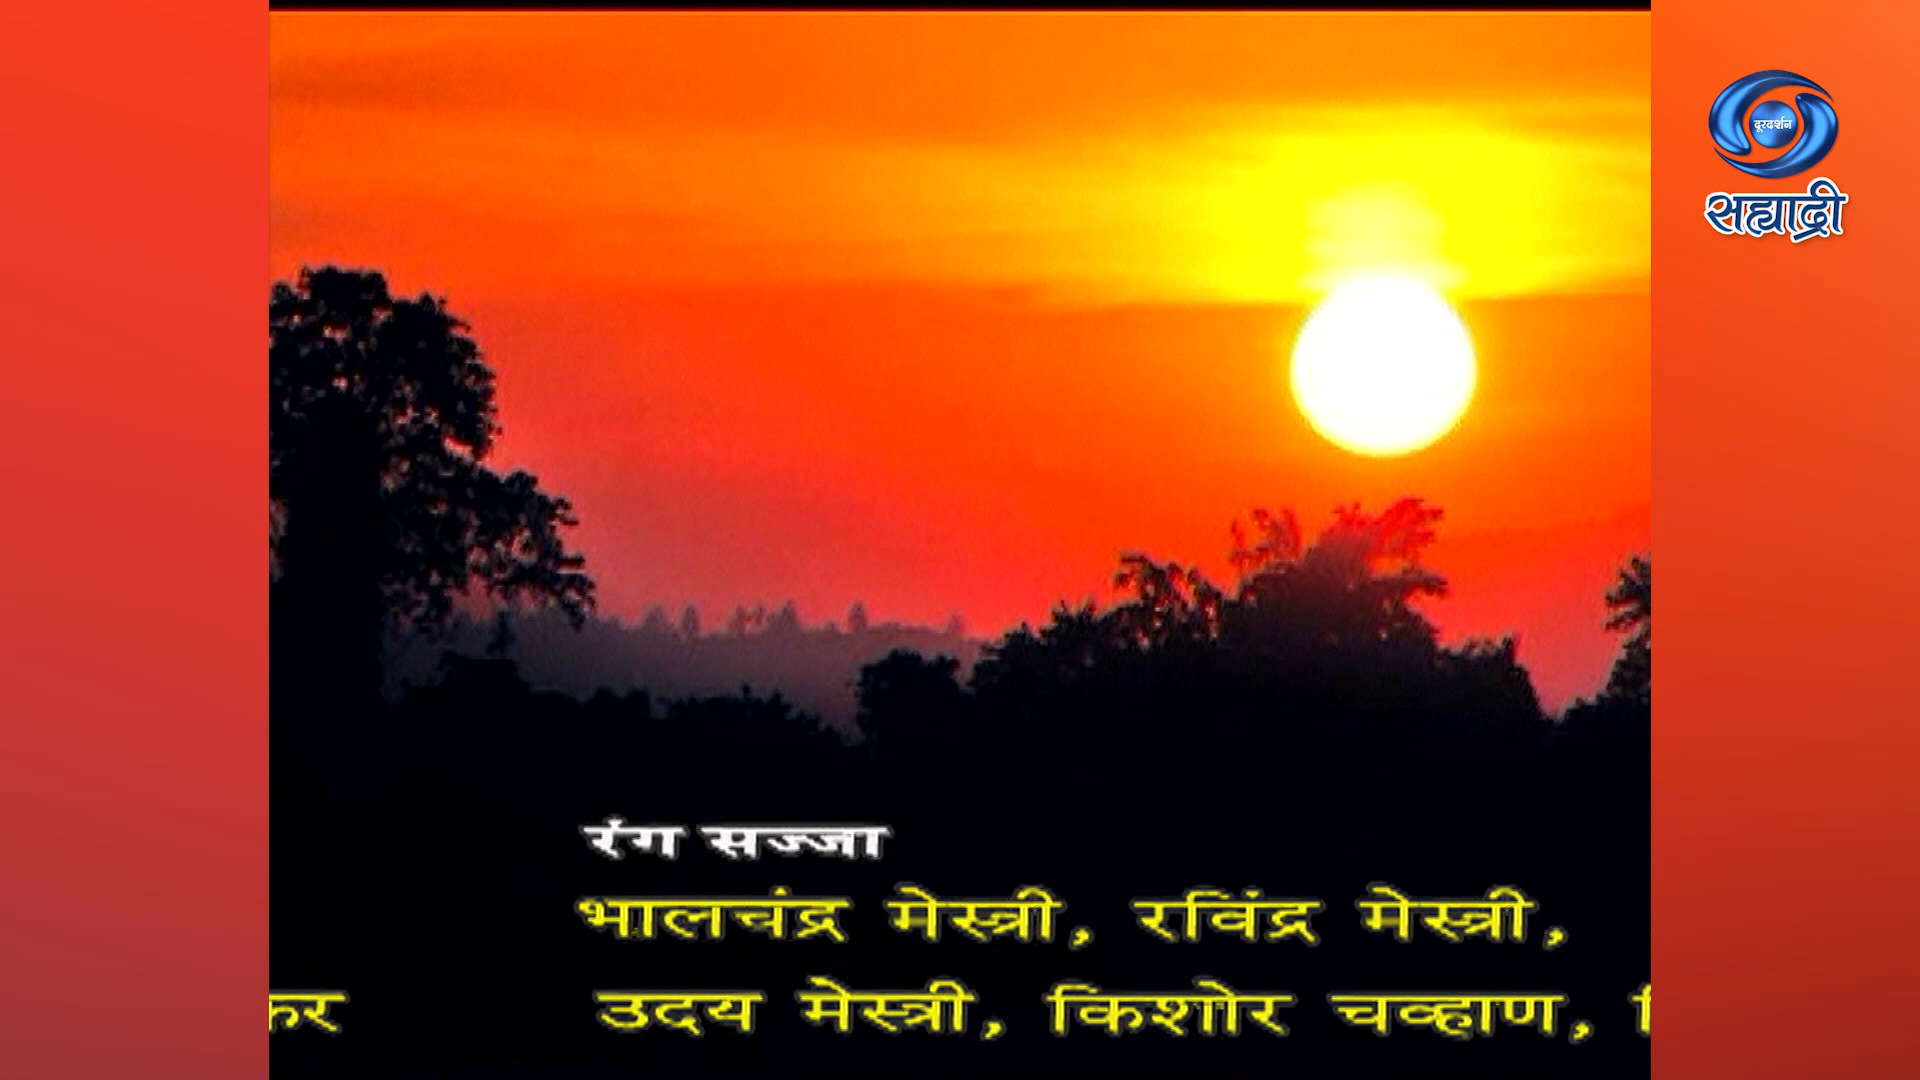 दूरदर्शन
सह्याद्री
रंग सज्जा
भालचंद्र मेस्त्री, रविंद्र मेस्त्री,
उदय मेस्त्री, किशोर चव्हाण,